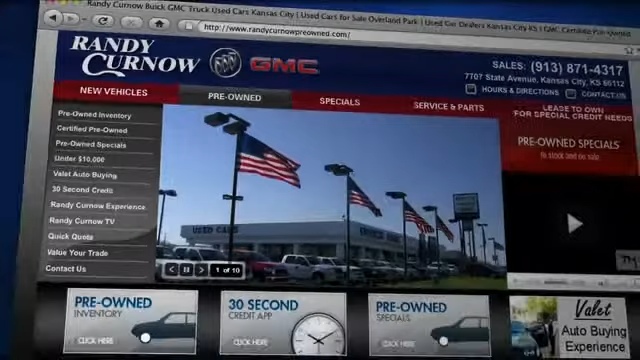 Randy Curnow Buick GMC Truck Used Cars Kansas City | Used Cars for Sale Overland Park | Used Car Dealers Kansas City KS | GMC Certified Pre-Owned
http://www.randycurnowpreowned.com/
RANDY CURNOW
GMC
SALES: (913) 871-4317
7707 State Avenue, Kansas City, KS 66112
HOURS & DIRECTIONS
CONTACT US
NEW VEHICLES
PRE-OWNED
SPECIALS
SERVICE & PARTS
LEASE TO OWN
FOR SPECIAL CREDIT NEEDS
Pre-Owned Inventory
Certified Pre-Owned
Pre-Owned Specials
Under $10,000
Valet Auto Buying
30 Second Credit
Randy Curnow Experience
Randy Curnow TV
Quick Quote
Value Your Trade
Contact Us
USED CARS
1 of 10
PRE-OWNED SPECIALS
In stock and on sale
PRE-OWNED
INVENTORY
CLICK HERE
30 SECOND
CREDIT APP
CLICK HERE
PRE-OWNED
SPECIALS
CLICK HERE
Valet
Auto Buying
Experience